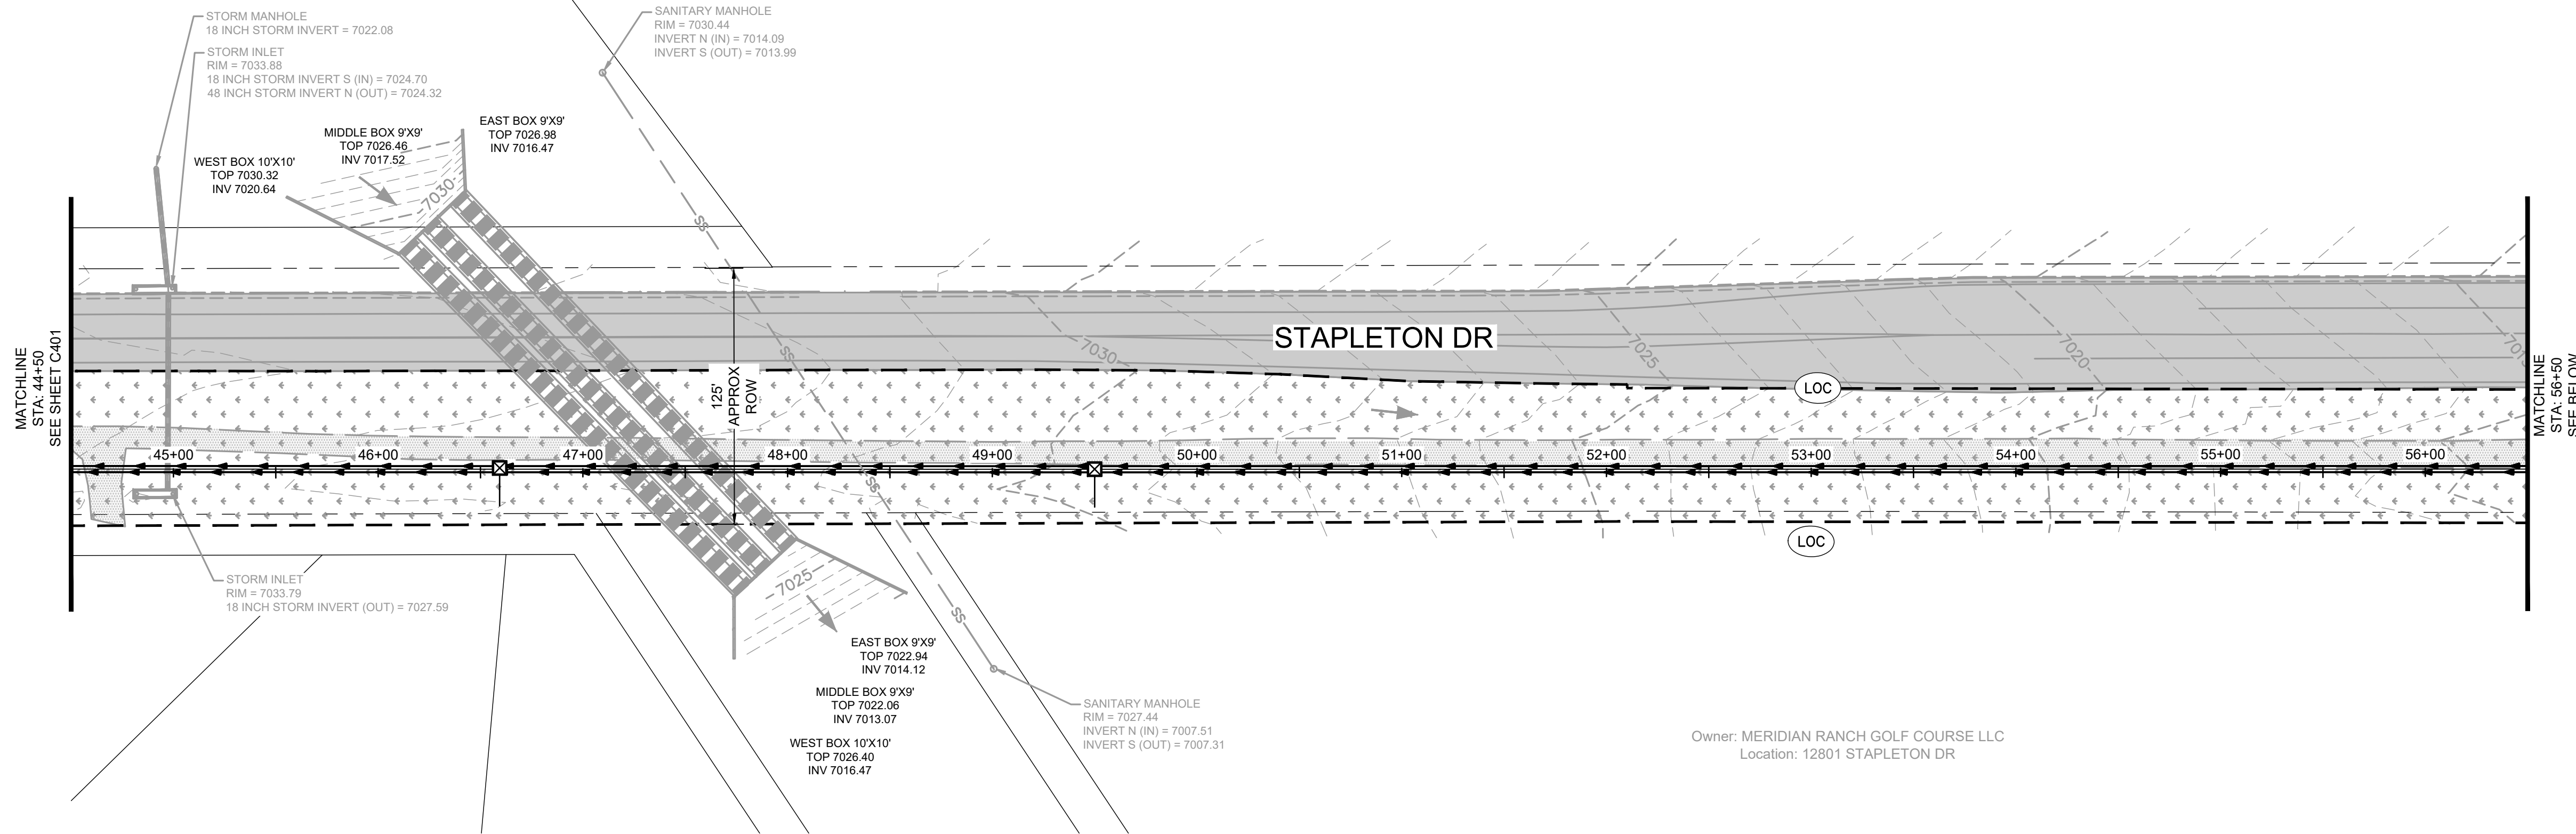 STORM MANHOLE
18 INCH STORM INVERT = 7022.08
STORM INLET
RIM = 7033.88
18 INCH STORM INVERT S (IN) = 7024.70
48 INCH STORM INVERT N (OUT) = 7024.32
SANITARY MANHOLE
RIM = 7030.44
INVERT N (IN) = 7014.09
INVERT S (OUT) = 7013.99
WEST BOX 10'X10'
TOP 7030.32
INV 7020.64
MIDDLE BOX 9'X9'
TOP 7026.46
INV 7017.52
EAST BOX 9'X9'
TOP 7026.98
INV 7016.47
7030
SS
MATCHLINE
STA: 44+50
SEE SHEET C401
125'
APPROX
ROW
SS
7030
STAPLETON DR
7025
7020
LOC
MATCHLINE
STA: 56+50
SEE BELOW
45+00
46+00
47+00
48+00
49+00
50+00
51+00
52+00
53+00
54+00
55+00
56+00
SS
LOC
STORM INLET
RIM = 7033.79
18 INCH STORM INVERT (OUT) = 7027.59
7025
SS
EAST BOX 9'X9'
TOP 7022.94
INV 7014.12
MIDDLE BOX 9'X9'
TOP 7022.06
INV 7013.07
WEST BOX 10'X10'
TOP 7026.40
INV 7016.47
SANITARY MANHOLE
RIM = 7027.44
INVERT N (IN) = 7007.51
INVERT S (OUT) = 7007.31
Owner: MERIDIAN RANCH GOLF COURSE LLC
Location: 12801 STAPLETON DR